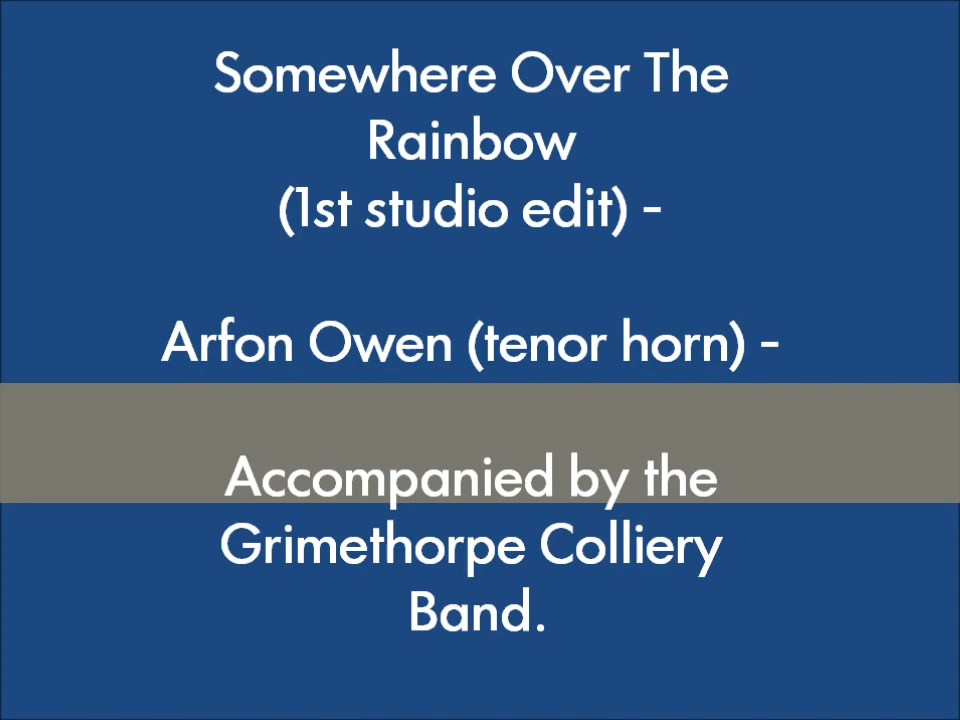 Somewhere Over The
Rainbow
(1st studio edit) -
Arfon Owen (tenor horn) -
Accompanied by the
Grimethorpe Colliery
Band.